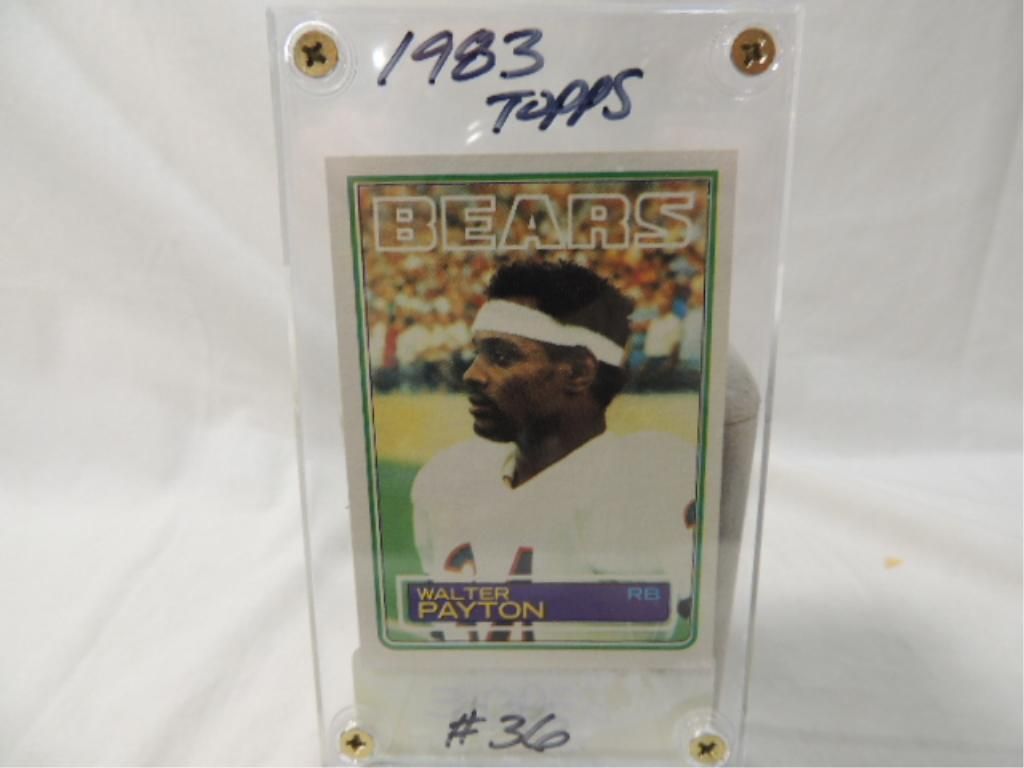 1983
TOPPS
BEARS
WALTER RB
PAYTON
#36